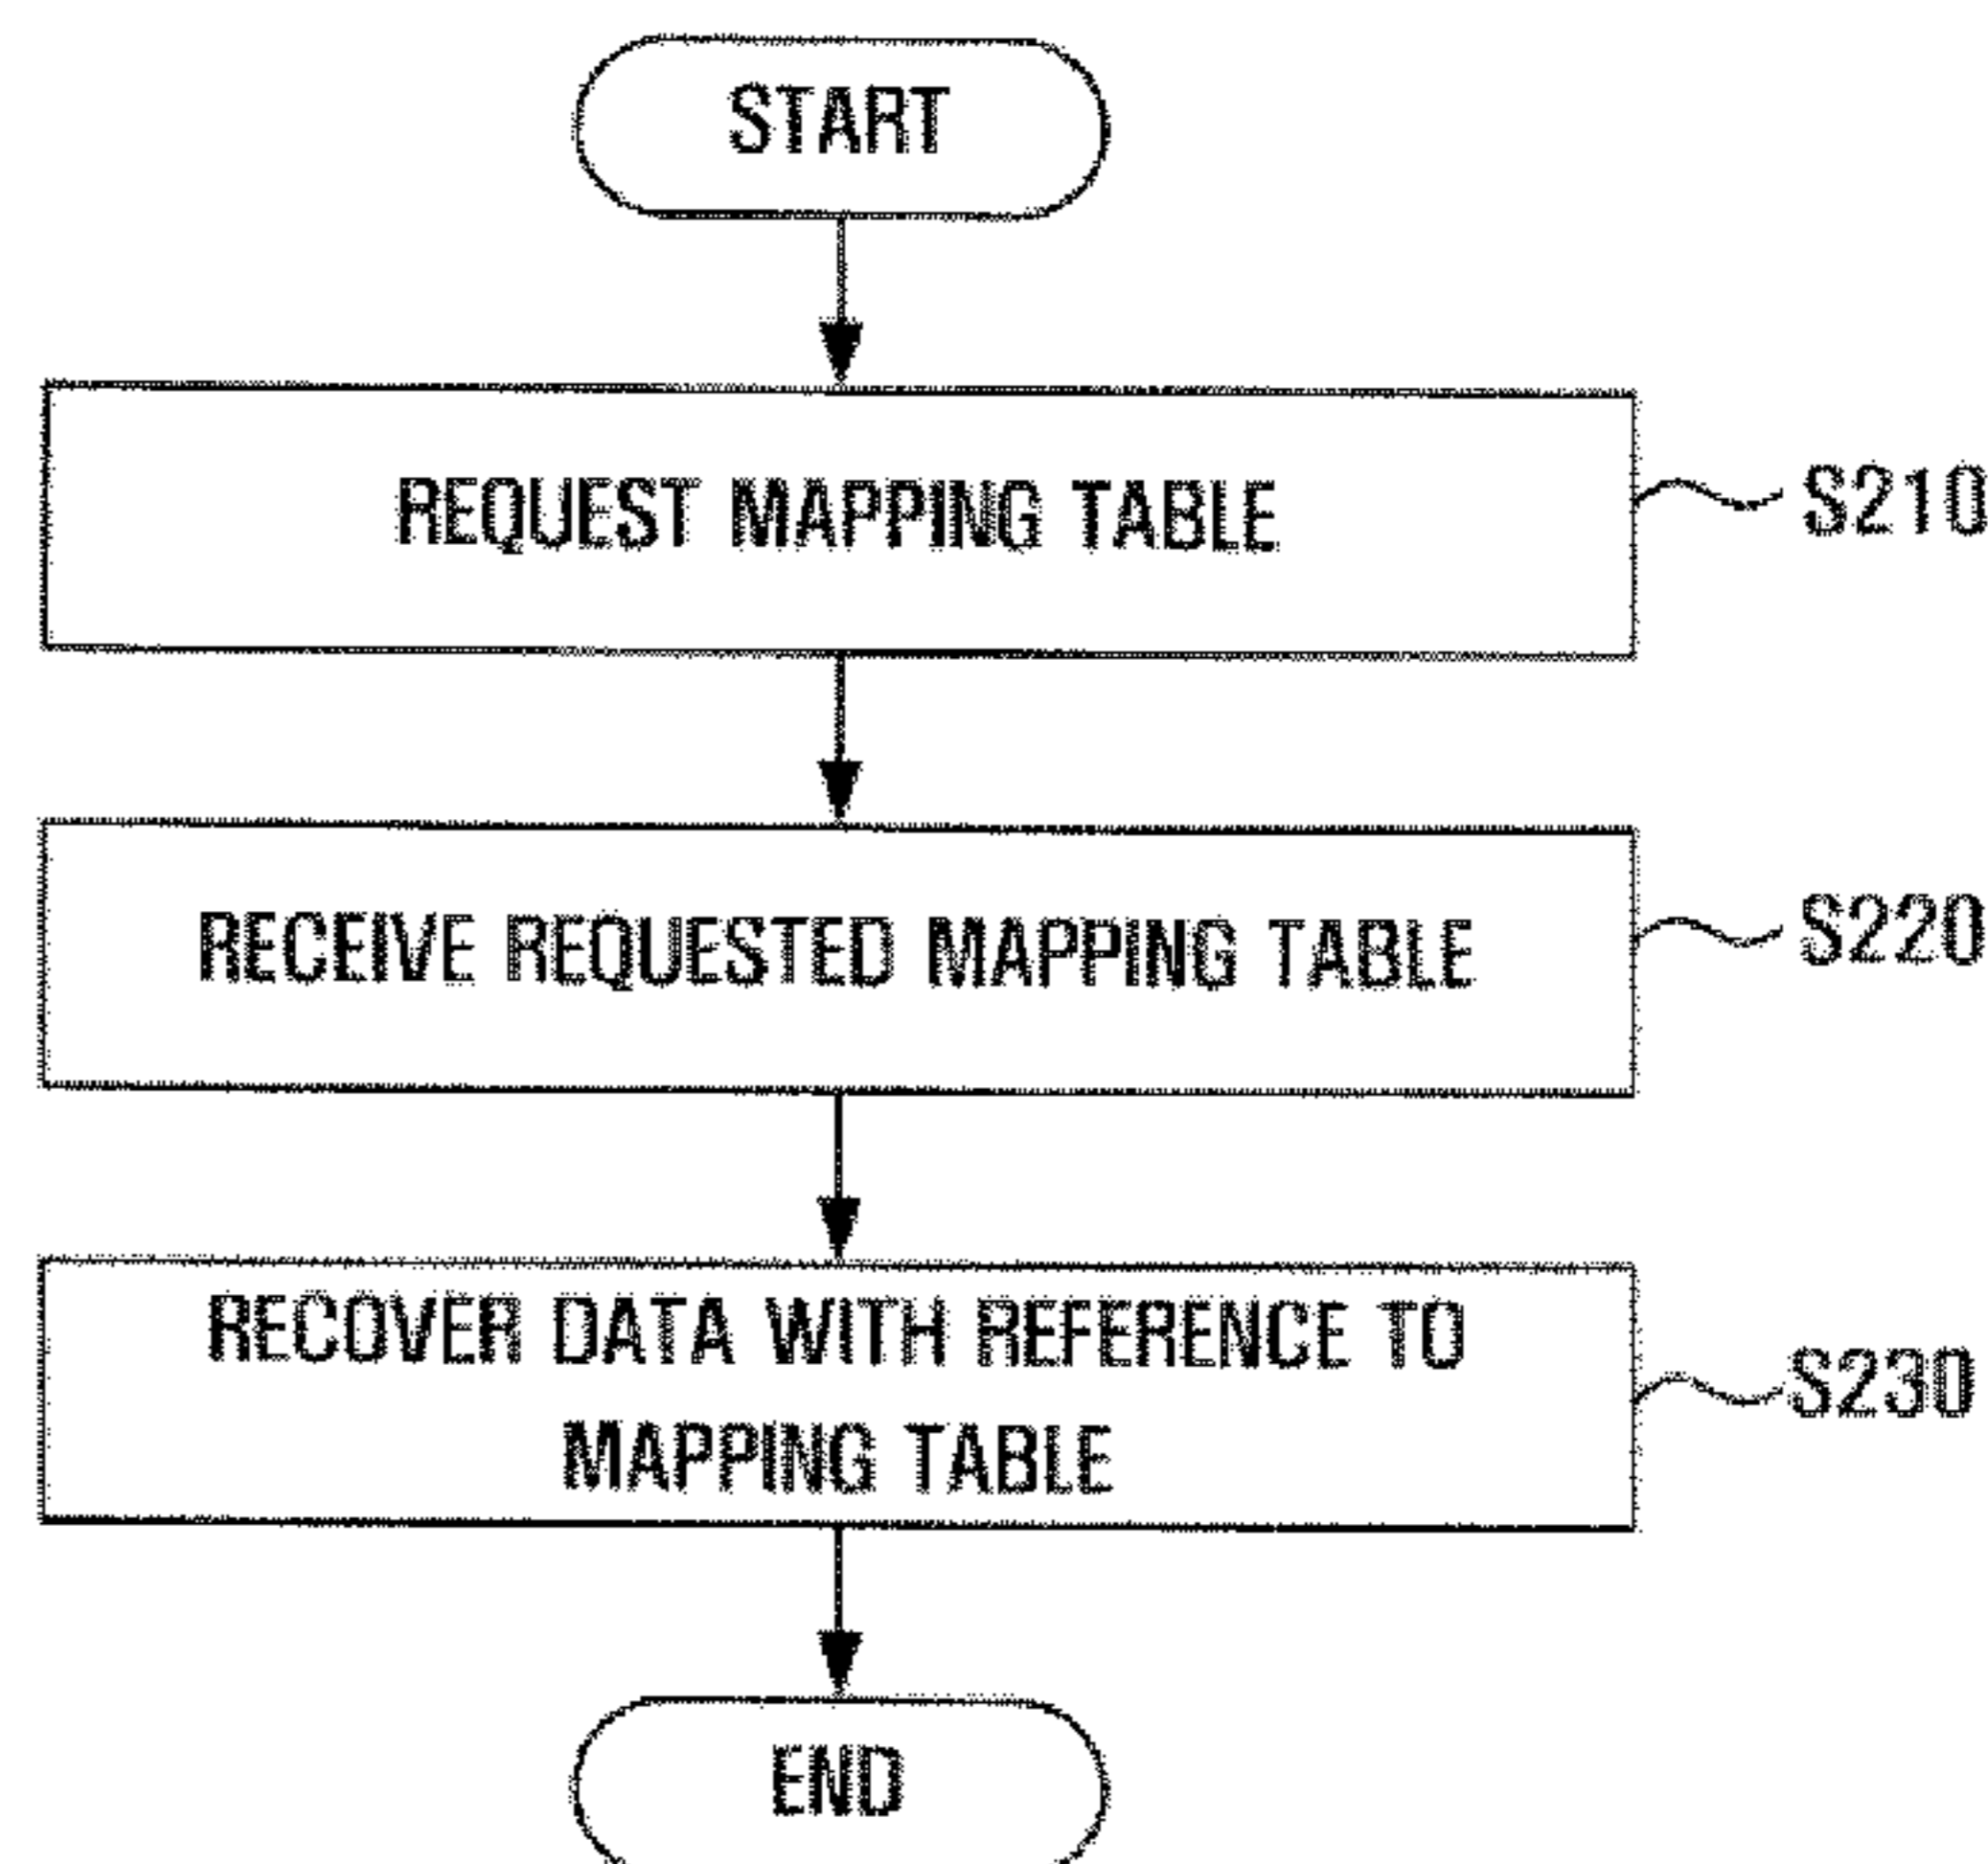 START
REQUEST MAPPING TABLE
S210
RECEIVE REQUESTED MAPPING TABLE
S220
RECOVER DATA WITH REFERENCE TO
MAPPING TABLE
S230
END